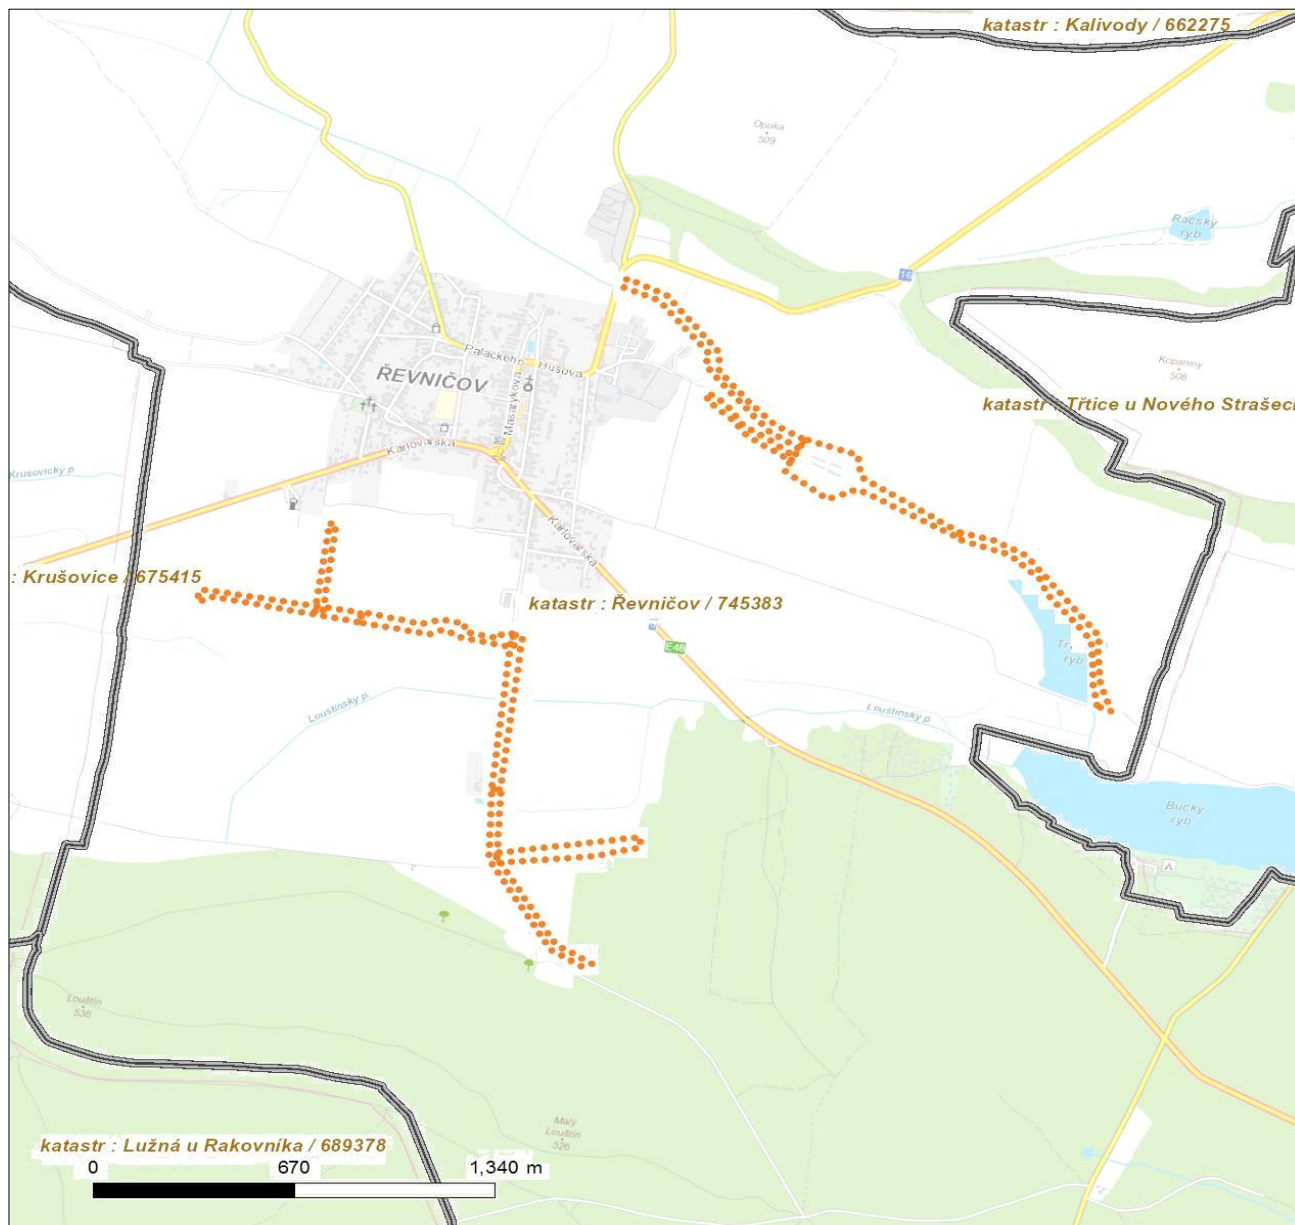 katastr : Kalivody / 662275
Opuka
509
Racský
ryb
16
Palackého
Husova
ŘEVNIČOV
Masarykova
Kopaniny
506
katastr : Třtice u Nového Strašecí
Karlovarská
Krušovický p.
Karlovarská
: Krušovice / 675415
katastr : Řevničov / 745383
E48
ryb
Louštínský p.
Louštínský p.
Bucký
ryb
Louštín
536
Malý
Louštín
526
katastr : Lužná u Rakovníka / 689378
0 670 1,340 m